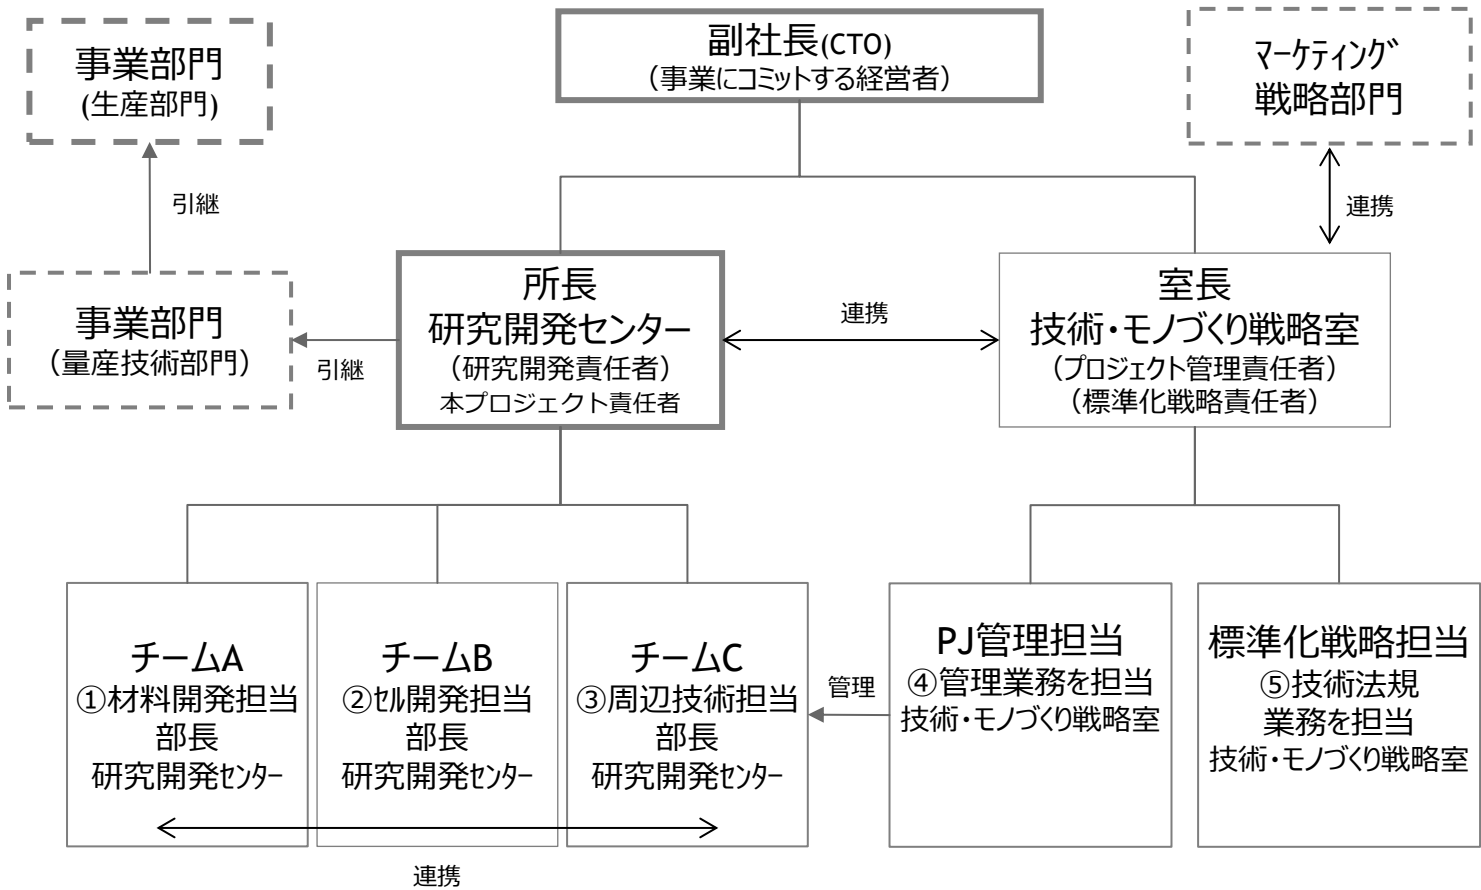 事業部門
(生産部門)
副社長(CTO)
（事業にコミットする経営者）
マーケティング
戦略部門
引継
連携
事業部門
（量産技術部門）
引継
所長
研究開発センター
（研究開発責任者）
本プロジェクト責任者
連携
室長
技術・モノづくり戦略室
（プロジェクト管理責任者）
（標準化戦略責任者）
チームA
①材料開発担当
部長
研究開発センター
チームB
②セル開発担当
部長
研究開発センター
チームC
③周辺技術担当
部長
研究開発センター
連携
管理
PJ管理担当
④管理業務を担当
技術・モノづくり戦略室
標準化戦略担当
⑤技術法規
業務を担当
技術・モノづくり戦略室